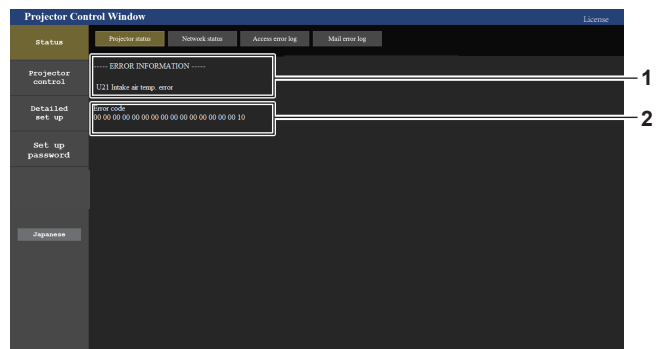 Projector Control Window
License
Status
Projector status
Network status
Access error log
Mail error log
----- ERROR INFORMATION -----
U21 Intake air temp. error
1
Projector
control
Error code
00 00 00 00 00 00 00 00 00 00 00 00 00 00 00 10
2
Detailed
set up
Set up
password
Japanese